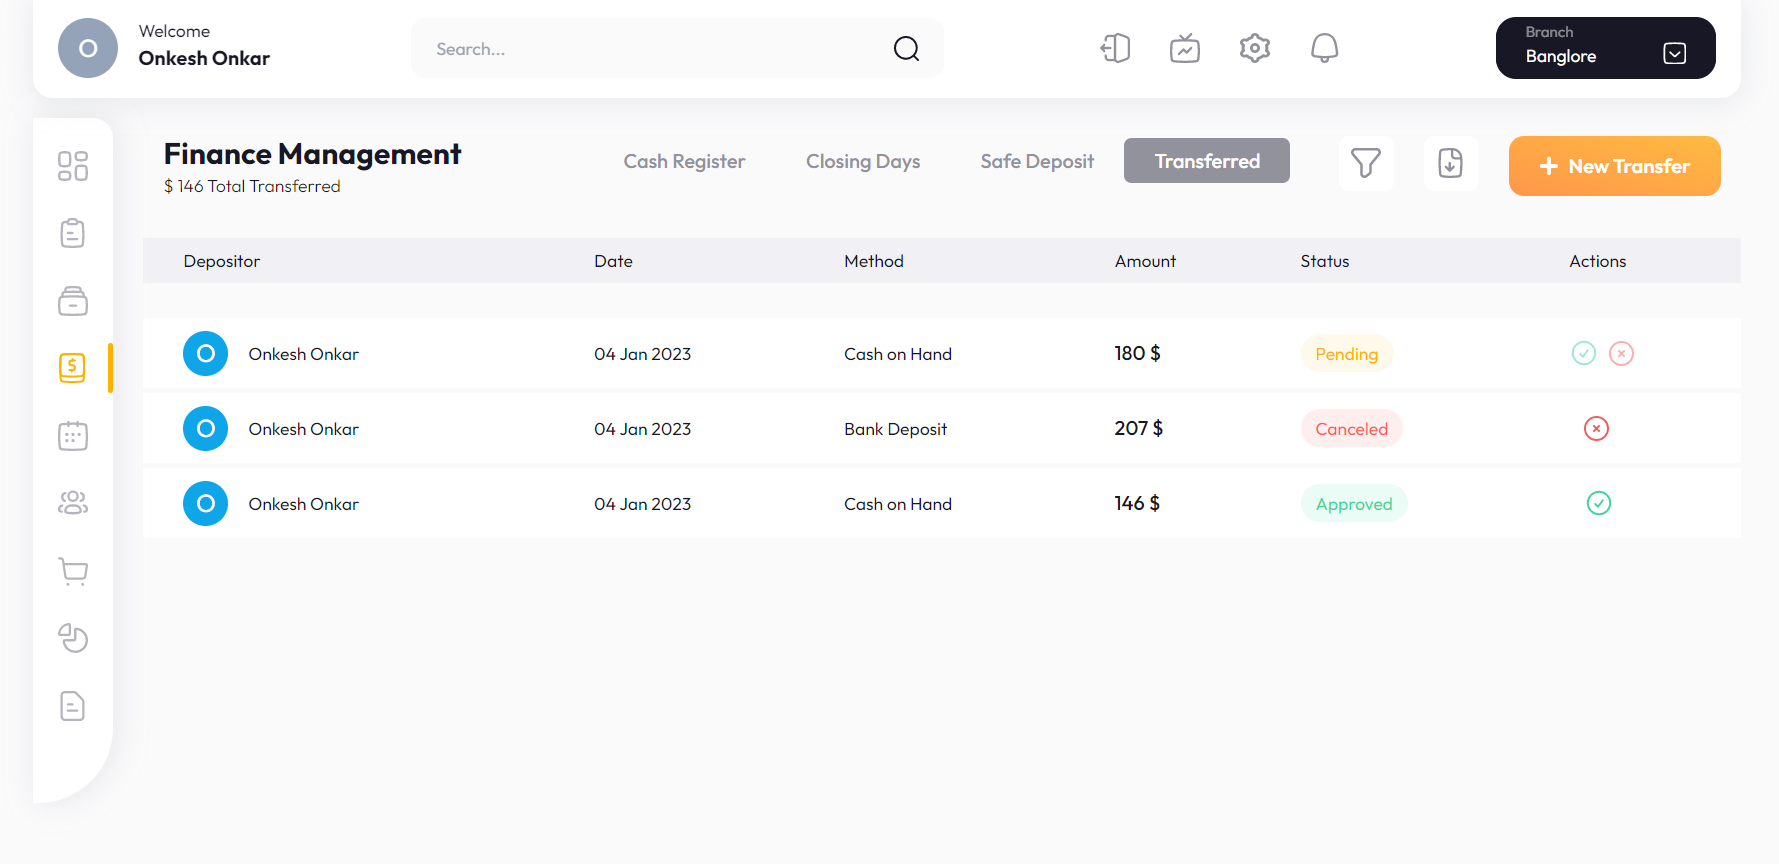 O
Welcome
Onkesh Onkar
Search...
Branch
Banglore
Finance Management
$ 146 Total Transferred
Cash Register
Closing Days
Safe Deposit
Transferred
+ New Transfer
Depositor Date Method Amount Status Actions
O Onkesh Onkar 04 Jan 2023 Cash on Hand 180 $ Pending
O Onkesh Onkar 04 Jan 2023 Bank Deposit 207 $ Canceled
O Onkesh Onkar 04 Jan 2023 Cash on Hand 146 $ Approved